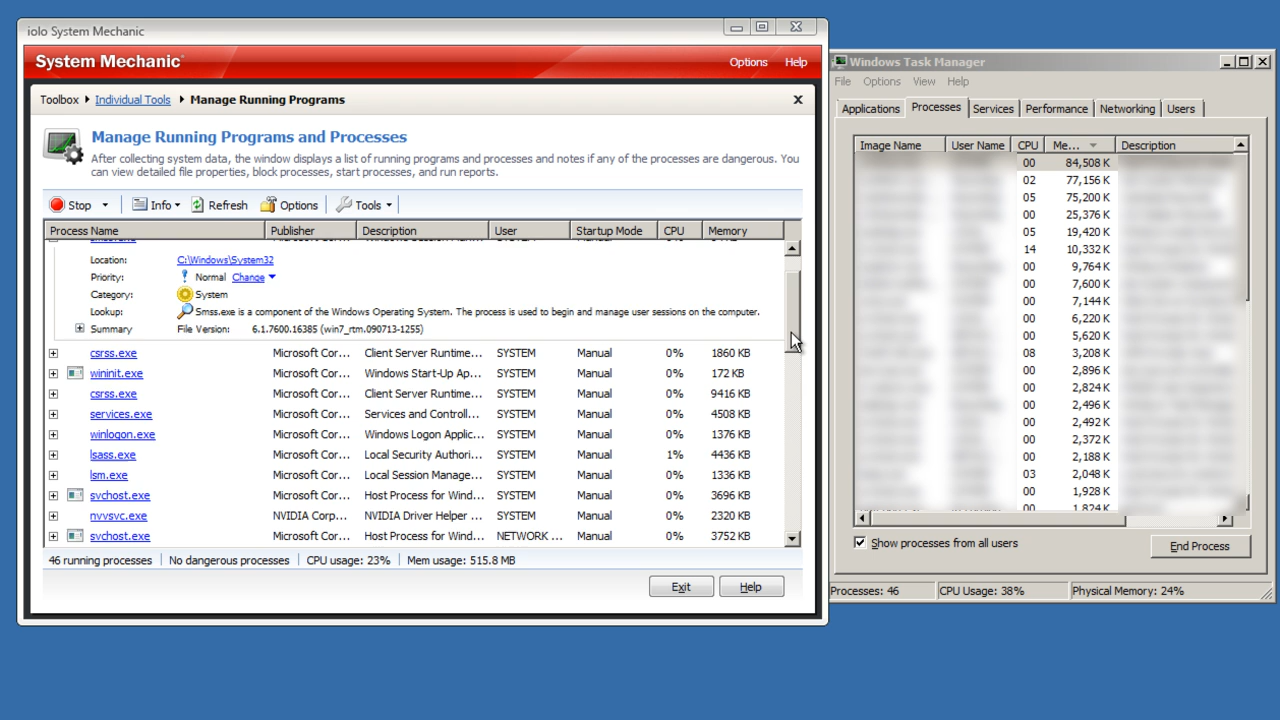 iolo System Mechanic
System Mechanic
Options Help
Toolbox Individual Tools Manage Running Programs
Manage Running Programs and Processes
After collecting system data, the window displays a list of running programs and processes and notes if any of the processes are dangerous. You
can view detailed file properties, block processes, start processes, and run reports.
Stop Info Refresh Options Tools
Process Name Publisher Description User Startup Mode CPU Memory
Location: C:\Windows\System32
Priority: Normal Change
Category: System
Lookup: Smss.exe is a component of the Windows Operating System. The process is used to begin and manage user sessions on the computer.
Summary File Version: 6.1.7600.16385 (win7_rtm.090713-1255)
csrss.exe Microsoft Cor... Client Server Runtime... SYSTEM Manual 0% 1860 KB
wininit.exe Microsoft Cor... Windows Start-Up Ap... SYSTEM Manual 0% 172 KB
csrss.exe Microsoft Cor... Client Server Runtime... SYSTEM Manual 0% 9416 KB
services.exe Microsoft Cor... Services and Controll... SYSTEM Manual 0% 4508 KB
winlogon.exe Microsoft Cor... Windows Logon Applic... SYSTEM Manual 0% 1376 KB
lsass.exe Microsoft Cor... Local Security Authori... SYSTEM Manual 1% 4436 KB
lsm.exe Microsoft Cor... Local Session Manage... SYSTEM Manual 0% 1336 KB
svchost.exe Microsoft Cor... Host Process for Wind... SYSTEM Manual 0% 3696 KB
nvvsvc.exe NVIDIA Corp... NVIDIA Driver Helper ... SYSTEM Manual 0% 2320 KB
svchost.exe Microsoft Cor... Host Process for Wind... NETWORK ... Manual 0% 3752 KB
46 running processes No dangerous processes CPU usage: 23% Mem usage: 515.8 MB
Exit Help
Windows Task Manager
File Options View Help
Applications Processes Services Performance Networking Users
Image Name User Name CPU Me... Description
00 84,508 K
02 77,156 K
05 75,200 K
00 25,376 K
05 19,420 K
14 10,332 K
00 9,764 K
00 7,600 K
00 7,144 K
00 6,220 K
00 5,620 K
08 3,208 K
00 2,896 K
00 2,824 K
00 2,496 K
00 2,492 K
00 2,372 K
00 2,188 K
03 2,048 K
00 1,928 K
00 1,824 K
Show processes from all users
End Process
Processes: 46 CPU Usage: 38% Physical Memory: 24%